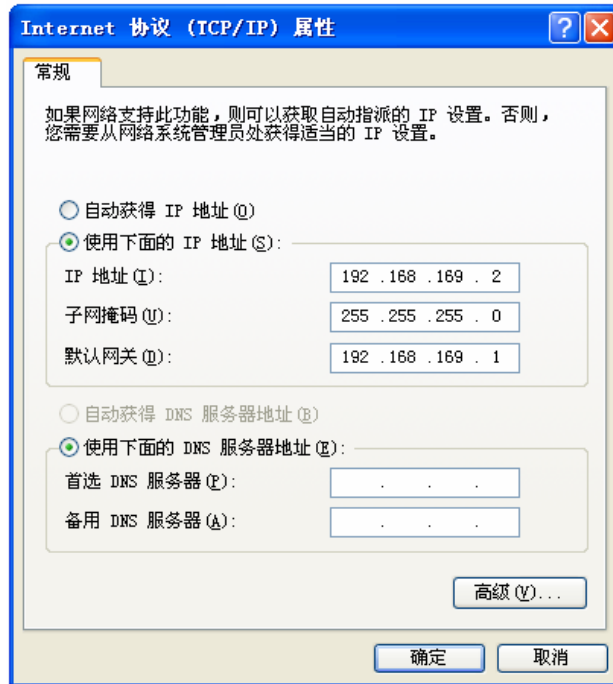 Internet 协议 (TCP/IP) 属性
常规
如果网络支持此功能，则可以获取自动指派的 IP 设置。否则，
您需要从网络系统管理员处获得适当的 IP 设置。
自动获得 IP 地址(O)
使用下面的 IP 地址(S):
IP 地址(I): 192 .168 .169 . 2
子网掩码(U): 255 .255 .255 . 0
默认网关(D): 192 .168 .169 . 1
自动获得 DNS 服务器地址(B)
使用下面的 DNS 服务器地址(E):
首选 DNS 服务器(P): . . .
备用 DNS 服务器(A): . . .
高级(V)...
确定 取消